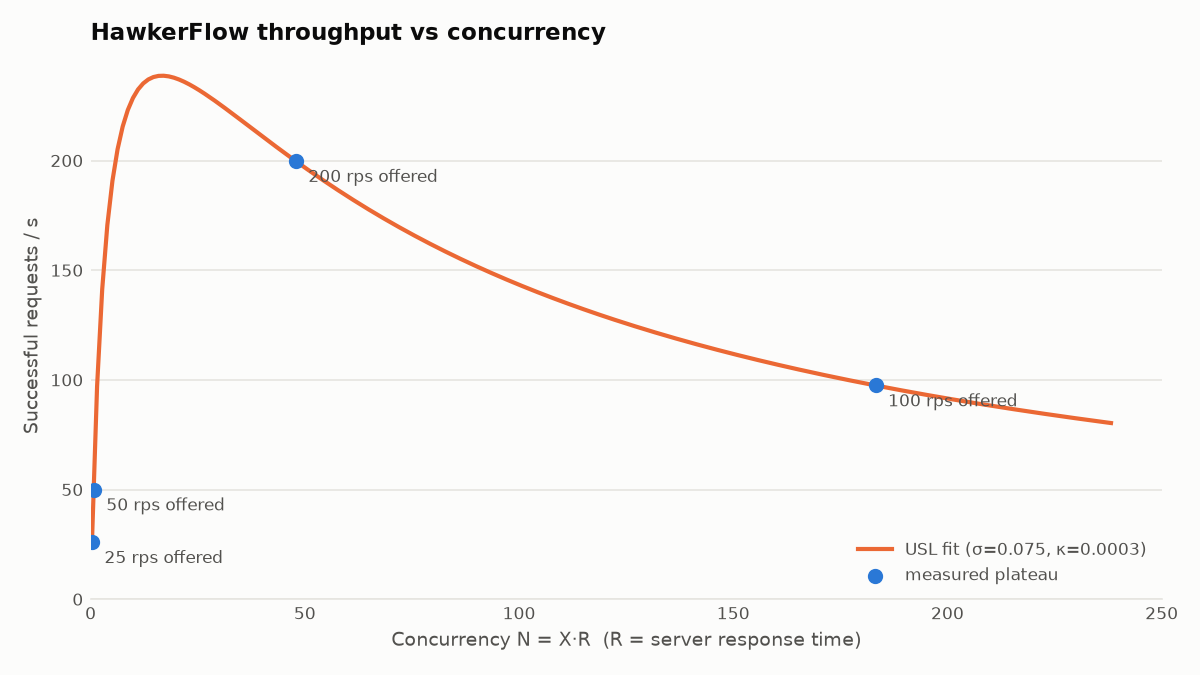 HawkerFlow throughput vs concurrency
Successful requests / s
200
150
100
50
0
200 rps offered
100 rps offered
50 rps offered
25 rps offered
USL fit (σ=0.075, κ=0.0003)
measured plateau
0 50 100 150 200 250
Concurrency N = X·R  (R = server response time)